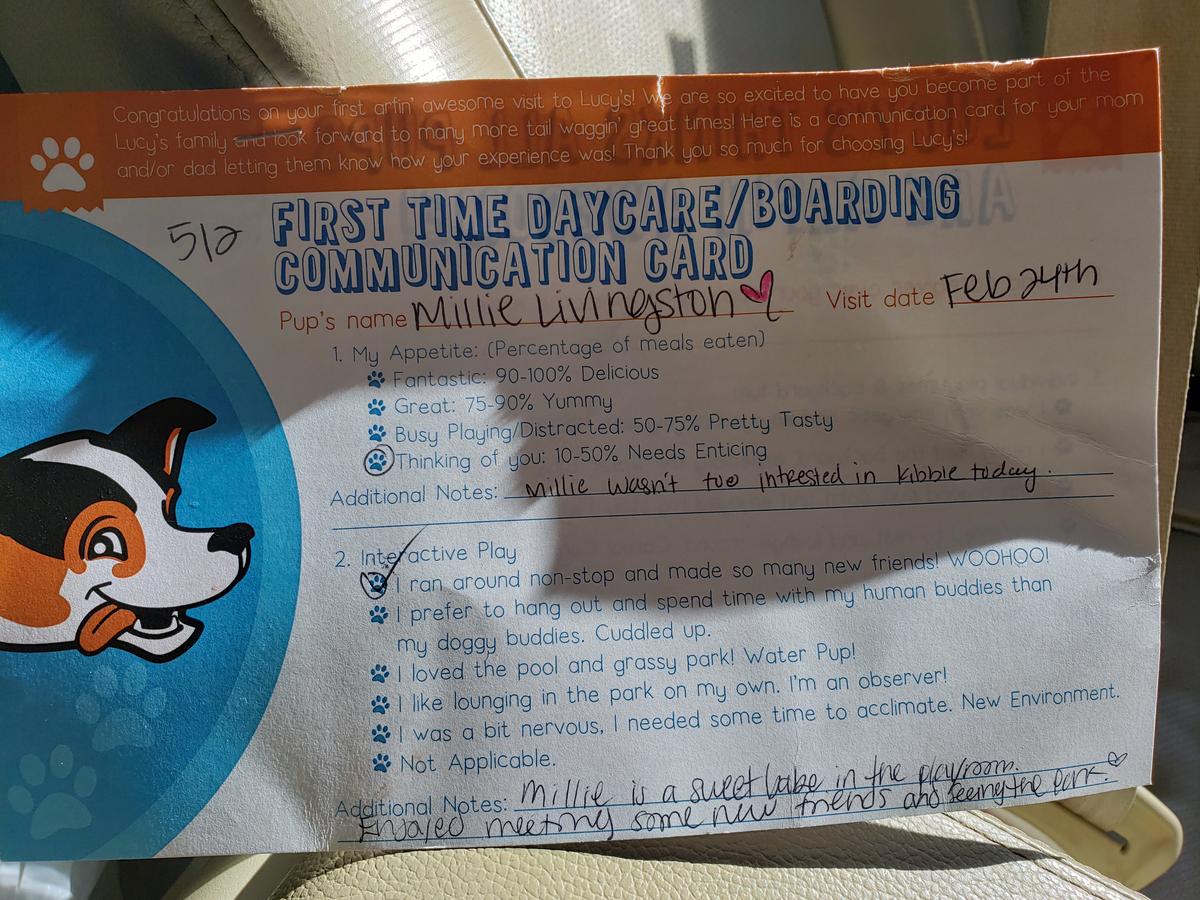 Congratulations on your first arfin' awesome visit to Lucy's! We are so excited to have you become part of the
Lucy's family and look forward to many more tail waggin' great times! Here is a communication card for your mom
and/or dad letting them know how your experience was! Thank you so much for choosing Lucy's!
512
FIRST TIME DAYCARE/BOARDING
COMMUNICATION CARD
Pup's name Millie Livingston Visit date Feb 24th
1. My Appetite: (Percentage of meals eaten)
Fantastic: 90-100% Delicious
Great: 75-90% Yummy
Busy Playing/Distracted: 50-75% Pretty Tasty
Thinking of you: 10-50% Needs Enticing
Additional Notes: Millie wasn't too intrested in kibble today.
2. Interactive Play
I ran around non-stop and made so many new friends! WOOHOO!
I prefer to hang out and spend time with my human buddies than
my doggy buddies. Cuddled up.
I loved the pool and grassy park! Water Pup!
I like lounging in the park on my own. I'm an observer!
I was a bit nervous, I needed some time to acclimate. New Environment.
Not Applicable.
Additional Notes: Millie is a sweet babe in the playroom.
Enjoyed meeting some new friends and seeing the park.